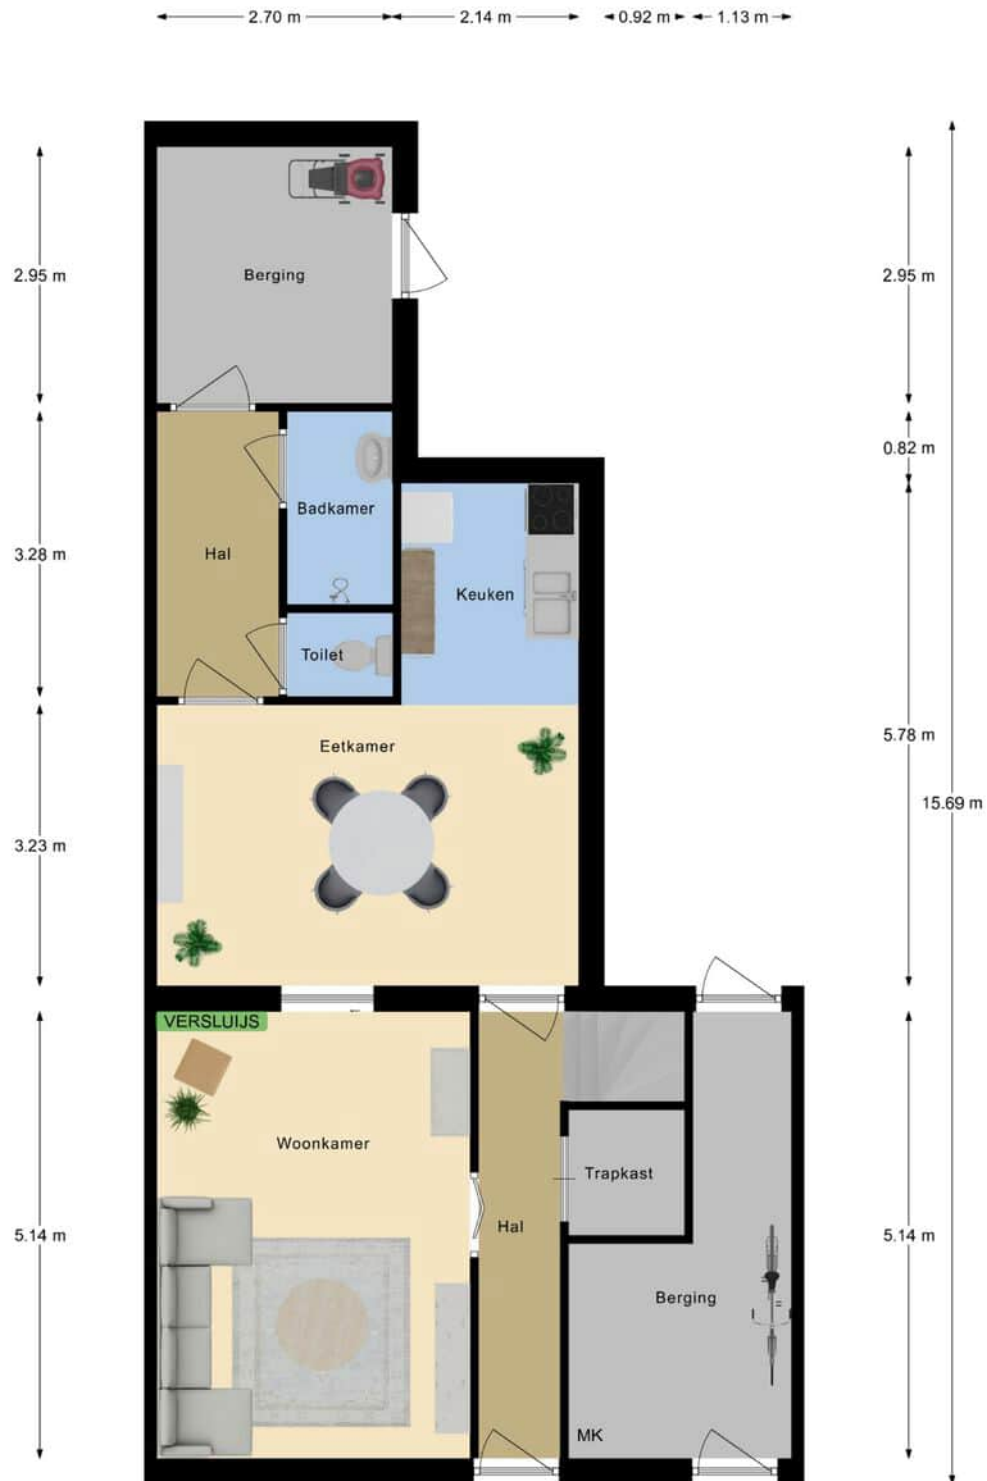 2.70 m
2.14 m
0.92 m
1.13 m
2.95 m
Berging
2.95 m
0.82 m
Badkamer
3.28 m
Hal
Keuken
Toilet
5.78 m
Eetkamer
15.69 m
3.23 m
VERSLUIJS
Woonkamer
Trapkast
5.14 m
Hal
5.14 m
Berging
MK